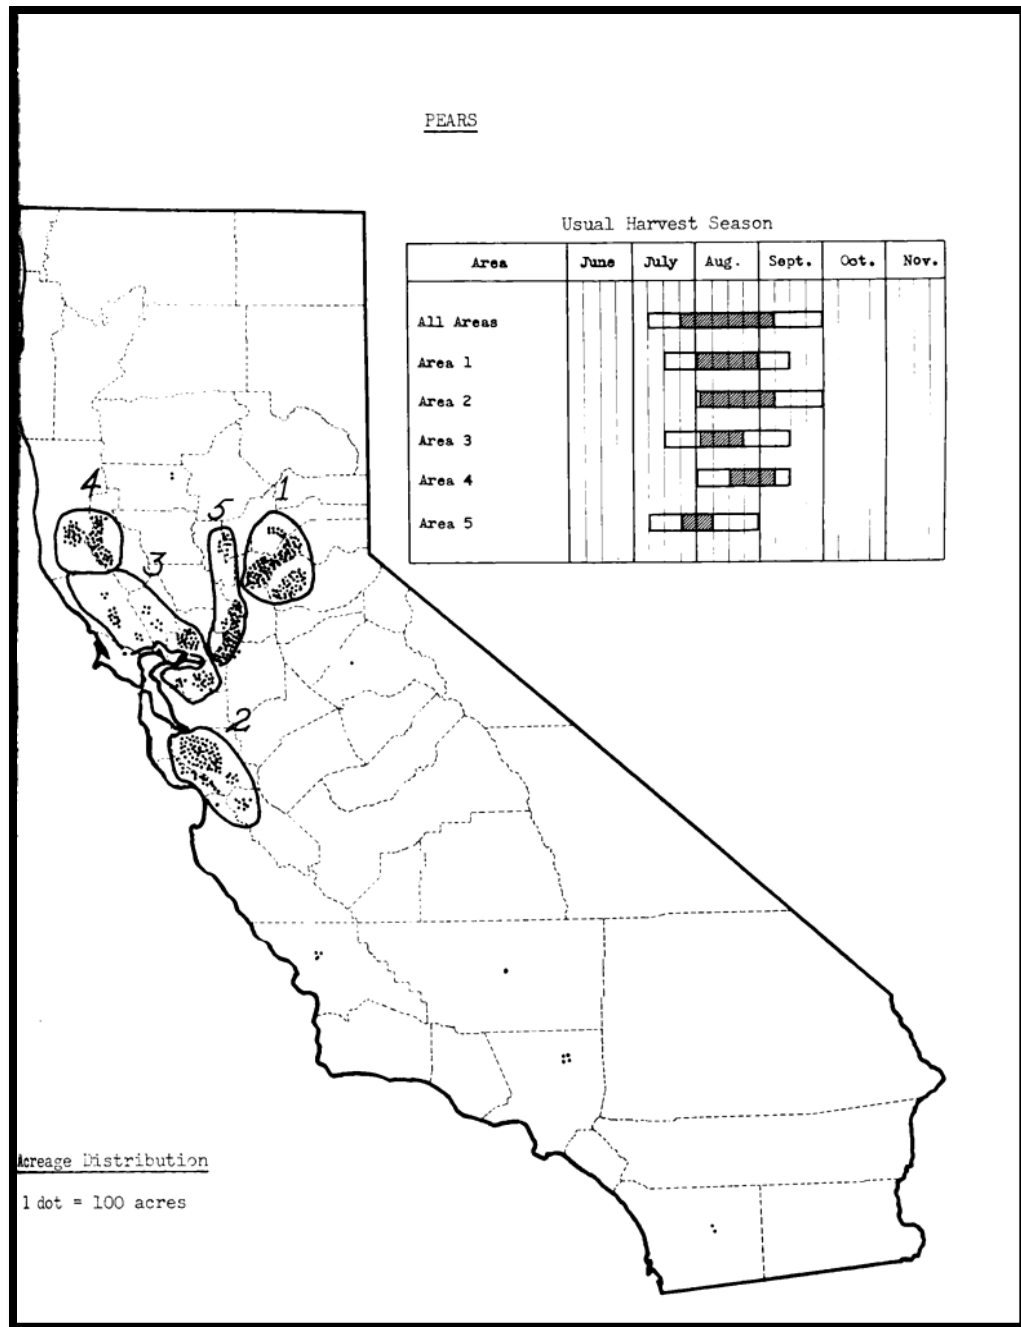 PEARS
Usual Harvest Season
Area June July Aug. Sept. Oct. Nov.
All Areas
Area 1
Area 2
Area 3
Area 4
Area 5
4
5
1
3
2
Acreage Distribution
1 dot = 100 acres